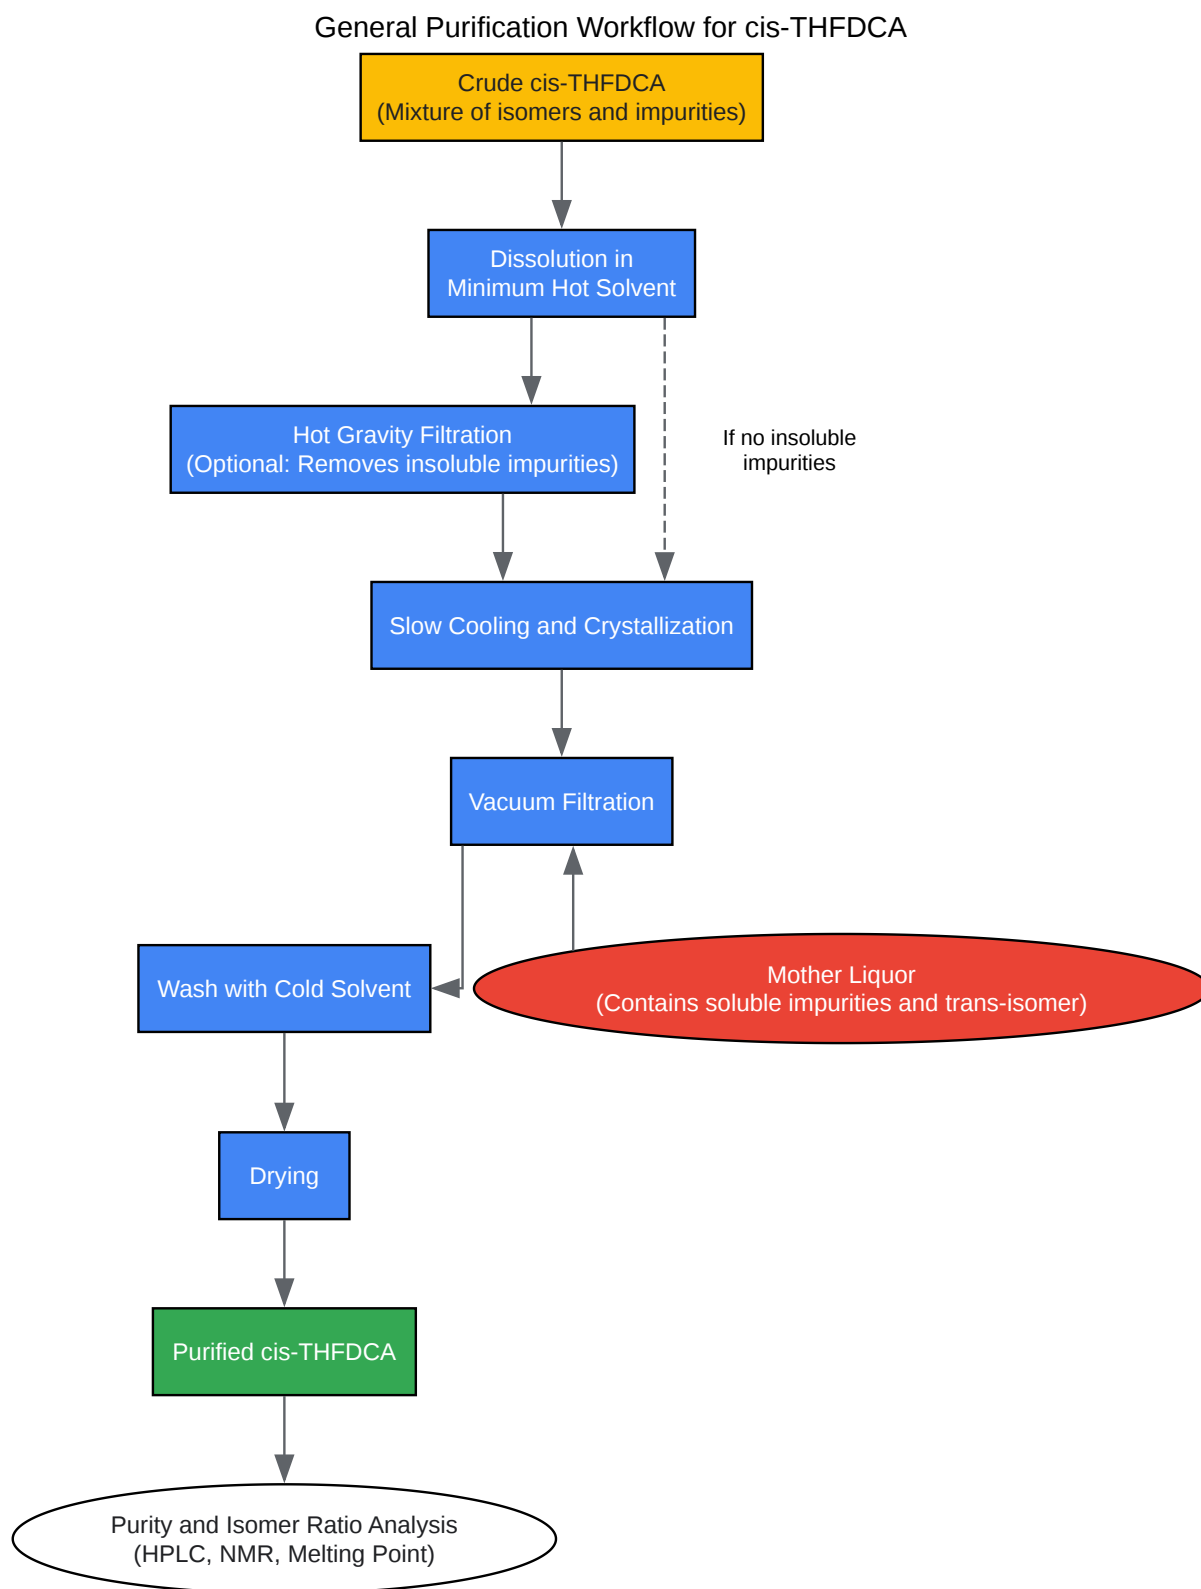 General Purification Workflow for cis-THFDCA
Crude cis-THFDCA
(Mixture of isomers and impurities)
Dissolution in
Minimum Hot Solvent
Hot Gravity Filtration
(Optional: Removes insoluble impurities)
If no insoluble
impurities
Slow Cooling and Crystallization
Vacuum Filtration
Wash with Cold Solvent
Mother Liquor
(Contains soluble impurities and trans-isomer)
Drying
Purified cis-THFDCA
Purity and Isomer Ratio Analysis
(HPLC, NMR, Melting Point)